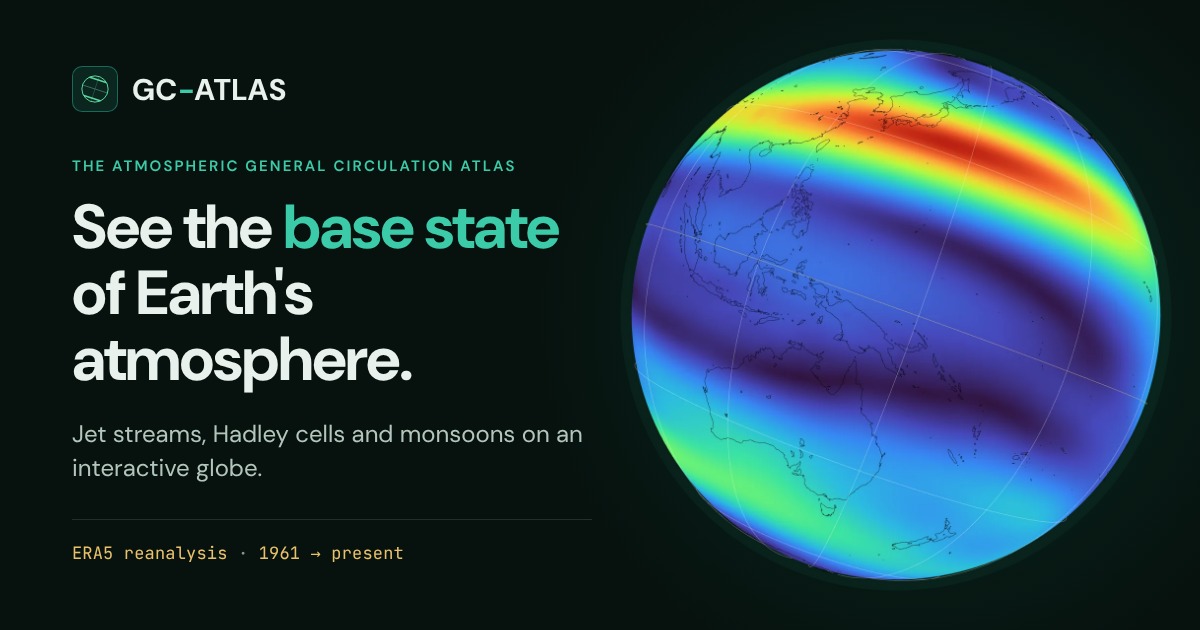 GC-ATLAS
THE ATMOSPHERIC GENERAL CIRCULATION ATLAS
See the base state
of Earth's
atmosphere.
Jet streams, Hadley cells and monsoons on an
interactive globe.
ERA5 reanalysis · 1961 → present